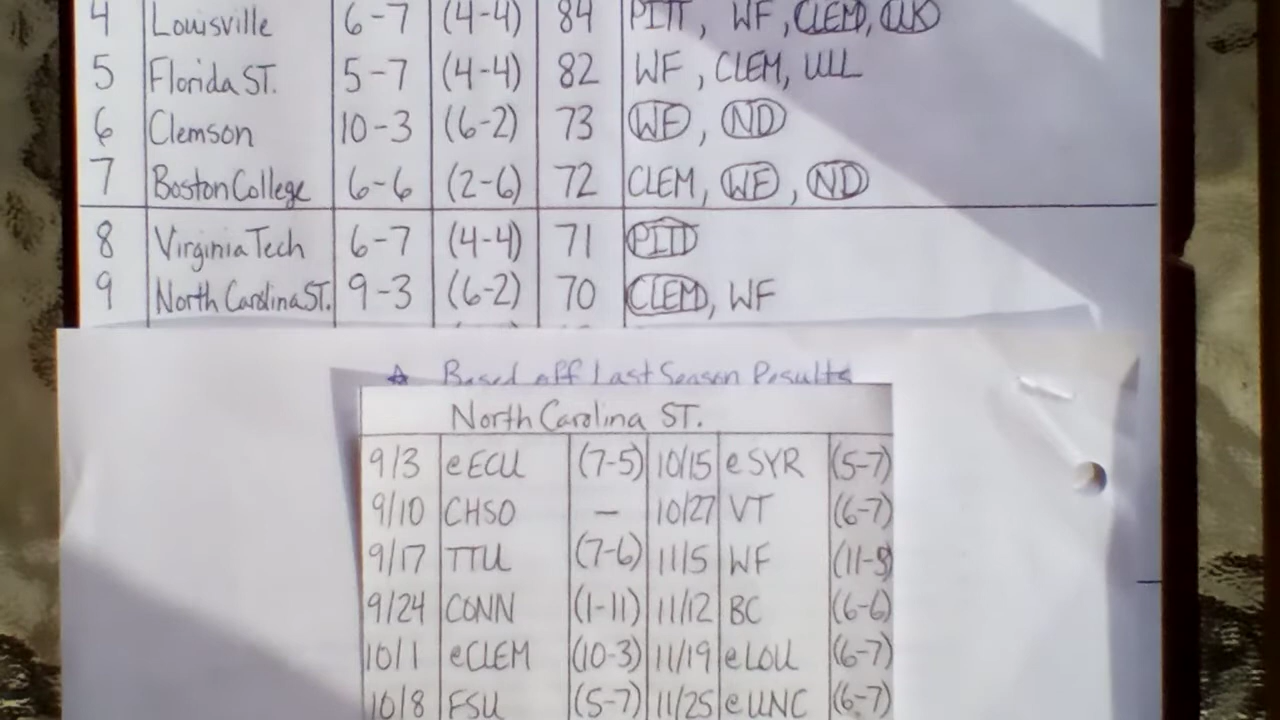 4 Louisville 6-7 (4-4) 84 PITT, WF, CLEM, UK
5 Florida ST. 5-7 (4-4) 82 WF, CLEM, UUL
6 Clemson 10-3 (6-2) 73 WF, ND
7 Boston College 6-6 (2-6) 72 CLEM, WF, ND
8 Virginia Tech 6-7 (4-4) 71 PITT
9 North Carolina ST. 9-3 (6-2) 70 CLEM, WF
☆ Based off Last Season Results
North Carolina ST.
9/3 @ECU (7-5) 10/15 @SYR (5-7)
9/10 CHSO — 10/27 VT (6-7)
9/17 TTU (7-6) 11/5 WF (11-3)
9/24 CONN (1-11) 11/12 BC (6-6)
10/1 @CLEM (10-3) 11/19 @LOU (6-7)
10/8 FSU (5-7) 11/25 @UNC (6-7)